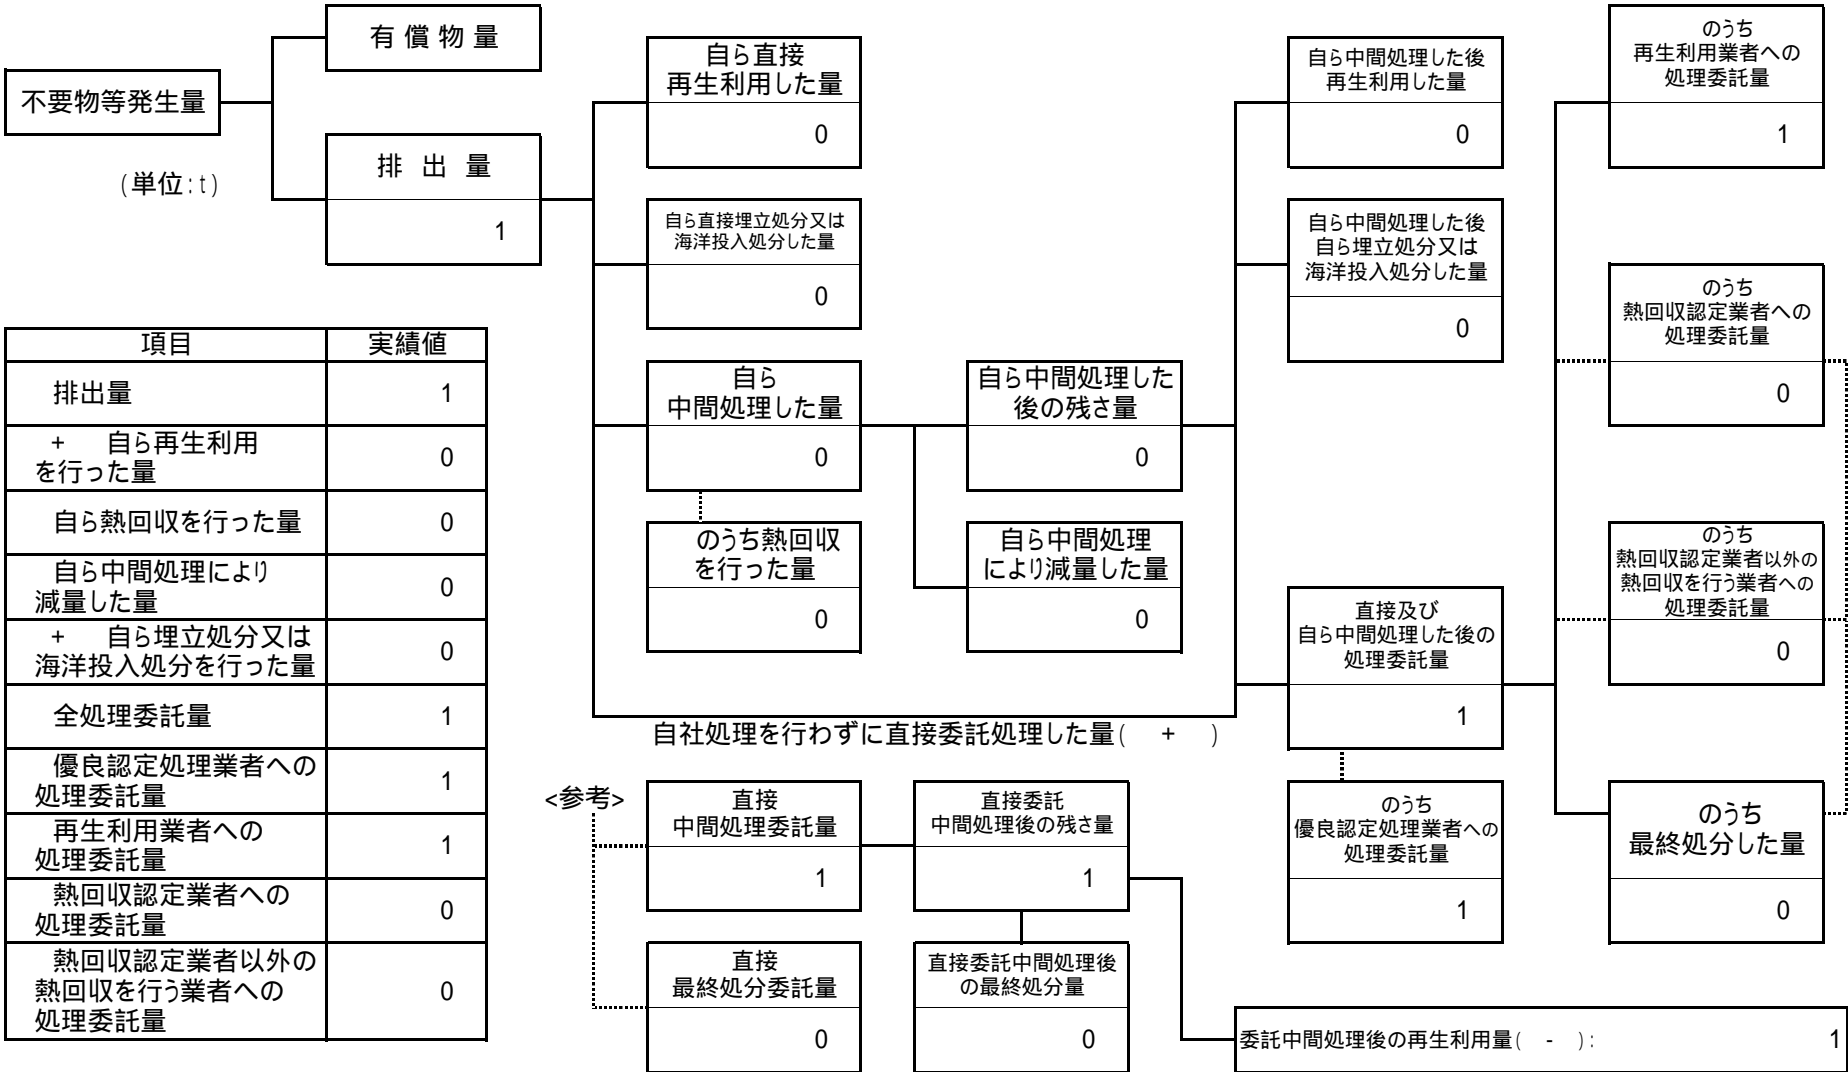 不要物等発生量
(単位:t)
有償物量
排出量
1
自ら直接
再生利用した量
0
自ら直接埋立処分又は
海洋投入処分した量
0
自ら
中間処理した量
0
のうち熱回収
を行った量
0
自ら中間処理した
後の残さ量
0
自ら中間処理
により減量した量
0
自ら中間処理した後
再生利用した量
0
自ら中間処理した後
自ら埋立処分又は
海洋投入処分した量
0
直接及び
自ら中間処理した後の
処理委託量
1
のうち
優良認定処理業者への
処理委託量
1
のうち
再生利用業者への
処理委託量
1
のうち
熱回収認定業者への
処理委託量
0
のうち
熱回収認定業者以外の
熱回収を行う業者への
処理委託量
0
のうち
最終処分した量
0
自社処理を行わずに直接委託処理した量( + )
<参考>
直接
中間処理委託量
1
直接委託
中間処理後の残さ量
1
直接
最終処分委託量
0
直接委託中間処理後
の最終処分量
0
委託中間処理後の再生利用量( - ): 1
項目 実績値
排出量 1
+ 自ら再生利用
を行った量 0
自ら熱回収を行った量 0
自ら中間処理により
減量した量 0
+ 自ら埋立処分又は
海洋投入処分を行った量 0
全処理委託量 1
優良認定処理業者への
処理委託量 1
再生利用業者への
処理委託量 1
熱回収認定業者への
処理委託量 0
熱回収認定業者以外の
熱回収を行う業者への
処理委託量 0